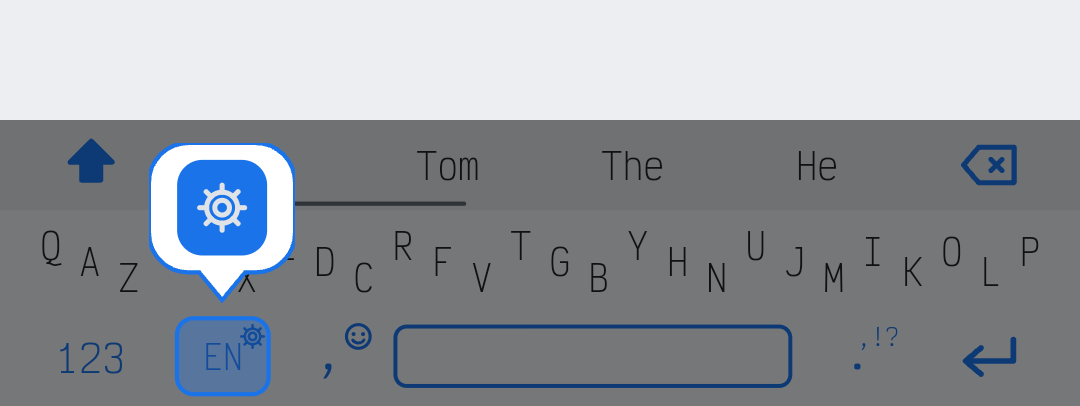 Tom The He
Q A Z X D C R F V T G B Y H N U J M I K O L P
123 EN , . ,!?